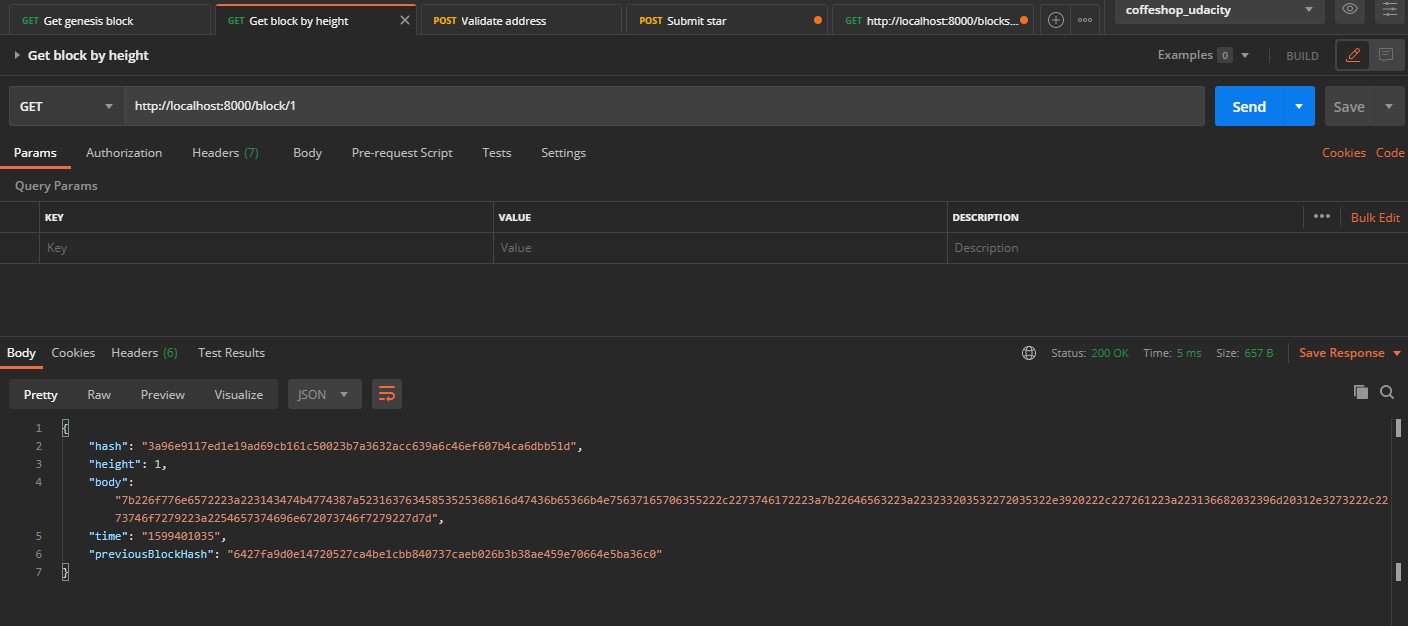 GET Get genesis block
GET Get block by height
POST Validate address
POST Submit star
GET http://localhost:8000/blocks...
coffeshop_udacity
Get block by height
Examples 0
BUILD
GET http://localhost:8000/block/1
Send
Save
Params Authorization Headers (7) Body Pre-request Script Tests Settings
Cookies Code
Query Params
KEY VALUE DESCRIPTION
Bulk Edit
Key Value Description
Body Cookies Headers (6) Test Results
Status: 200 OK Time: 5 ms Size: 657 B Save Response
Pretty Raw Preview Visualize JSON
1 {
2 "hash": "3a96e9117ed1e19ad69cb161c50023b7a3632acc639a6c46ef607b4ca6dbb51d",
3 "height": 1,
4 "body":
"7b226f776e6572223a223143474b4774387a52316376345853525368616d47436b65366b4e75637165706355222c2273746172223a7b22646563223a223233203532272035322e3920222c227261223a223136682032396d20312e3273222c22
73746f7279223a2254657374696e672073746f7279227d7d",
5 "time": "1599401035",
6 "previousBlockHash": "6427fa9d0e14720527ca4be1cbb840737caeb026b3b38ae459e70664e5ba36c0"
7 }